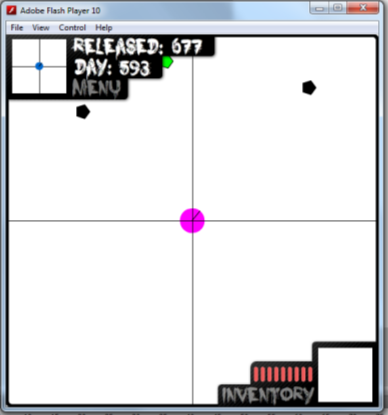 Adobe Flash Player 10
File View Control Help
RELEASED: 677
DAY: 593
MENU
INVENTORY